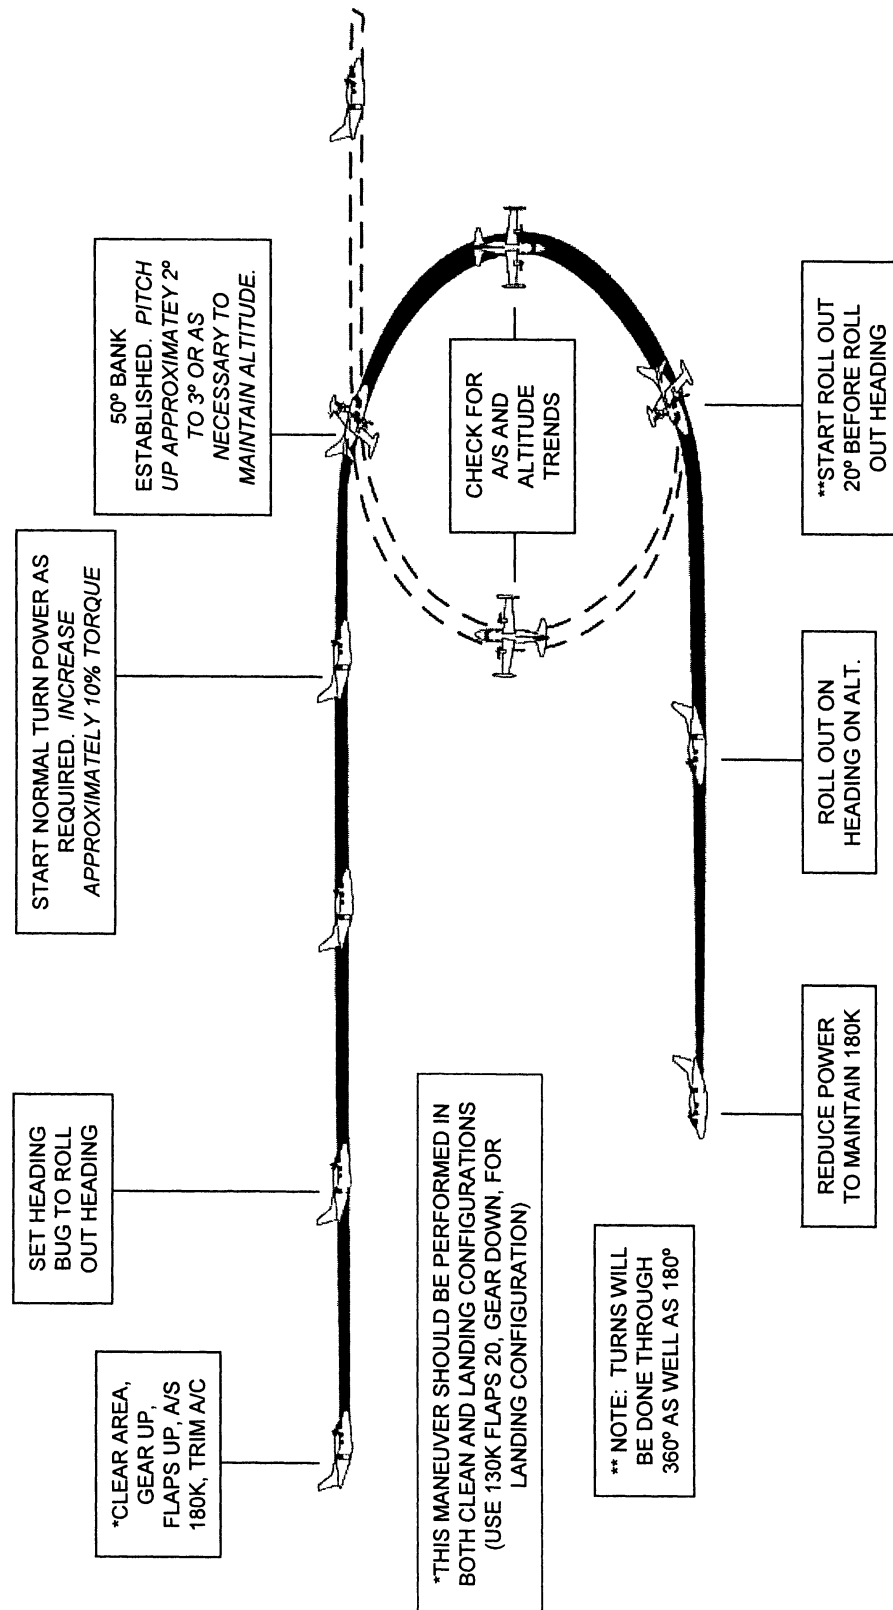 *CLEAR AREA,
GEAR UP,
FLAPS UP, A/S
180K, TRIM A/C
SET HEADING
BUG TO ROLL
OUT HEADING
START NORMAL TURN POWER AS
REQUIRED. INCREASE
APPROXIMATELY 10% TORQUE
50° BANK
ESTABLISHED. PITCH
UP APPROXIMATEY 2°
TO 3° OR AS
NECESSARY TO
MAINTAIN ALTITUDE.
CHECK FOR
A/S AND
ALTITUDE
TRENDS
**START ROLL OUT
20° BEFORE ROLL
OUT HEADING
ROLL OUT ON
HEADING ON ALT.
REDUCE POWER
TO MAINTAIN 180K
*THIS MANEUVER SHOULD BE PERFORMED IN
BOTH CLEAN AND LANDING CONFIGURATIONS
(USE 130K FLAPS 20, GEAR DOWN, FOR
LANDING CONFIGURATION)
** NOTE: TURNS WILL
BE DONE THROUGH
360° AS WELL AS 180°